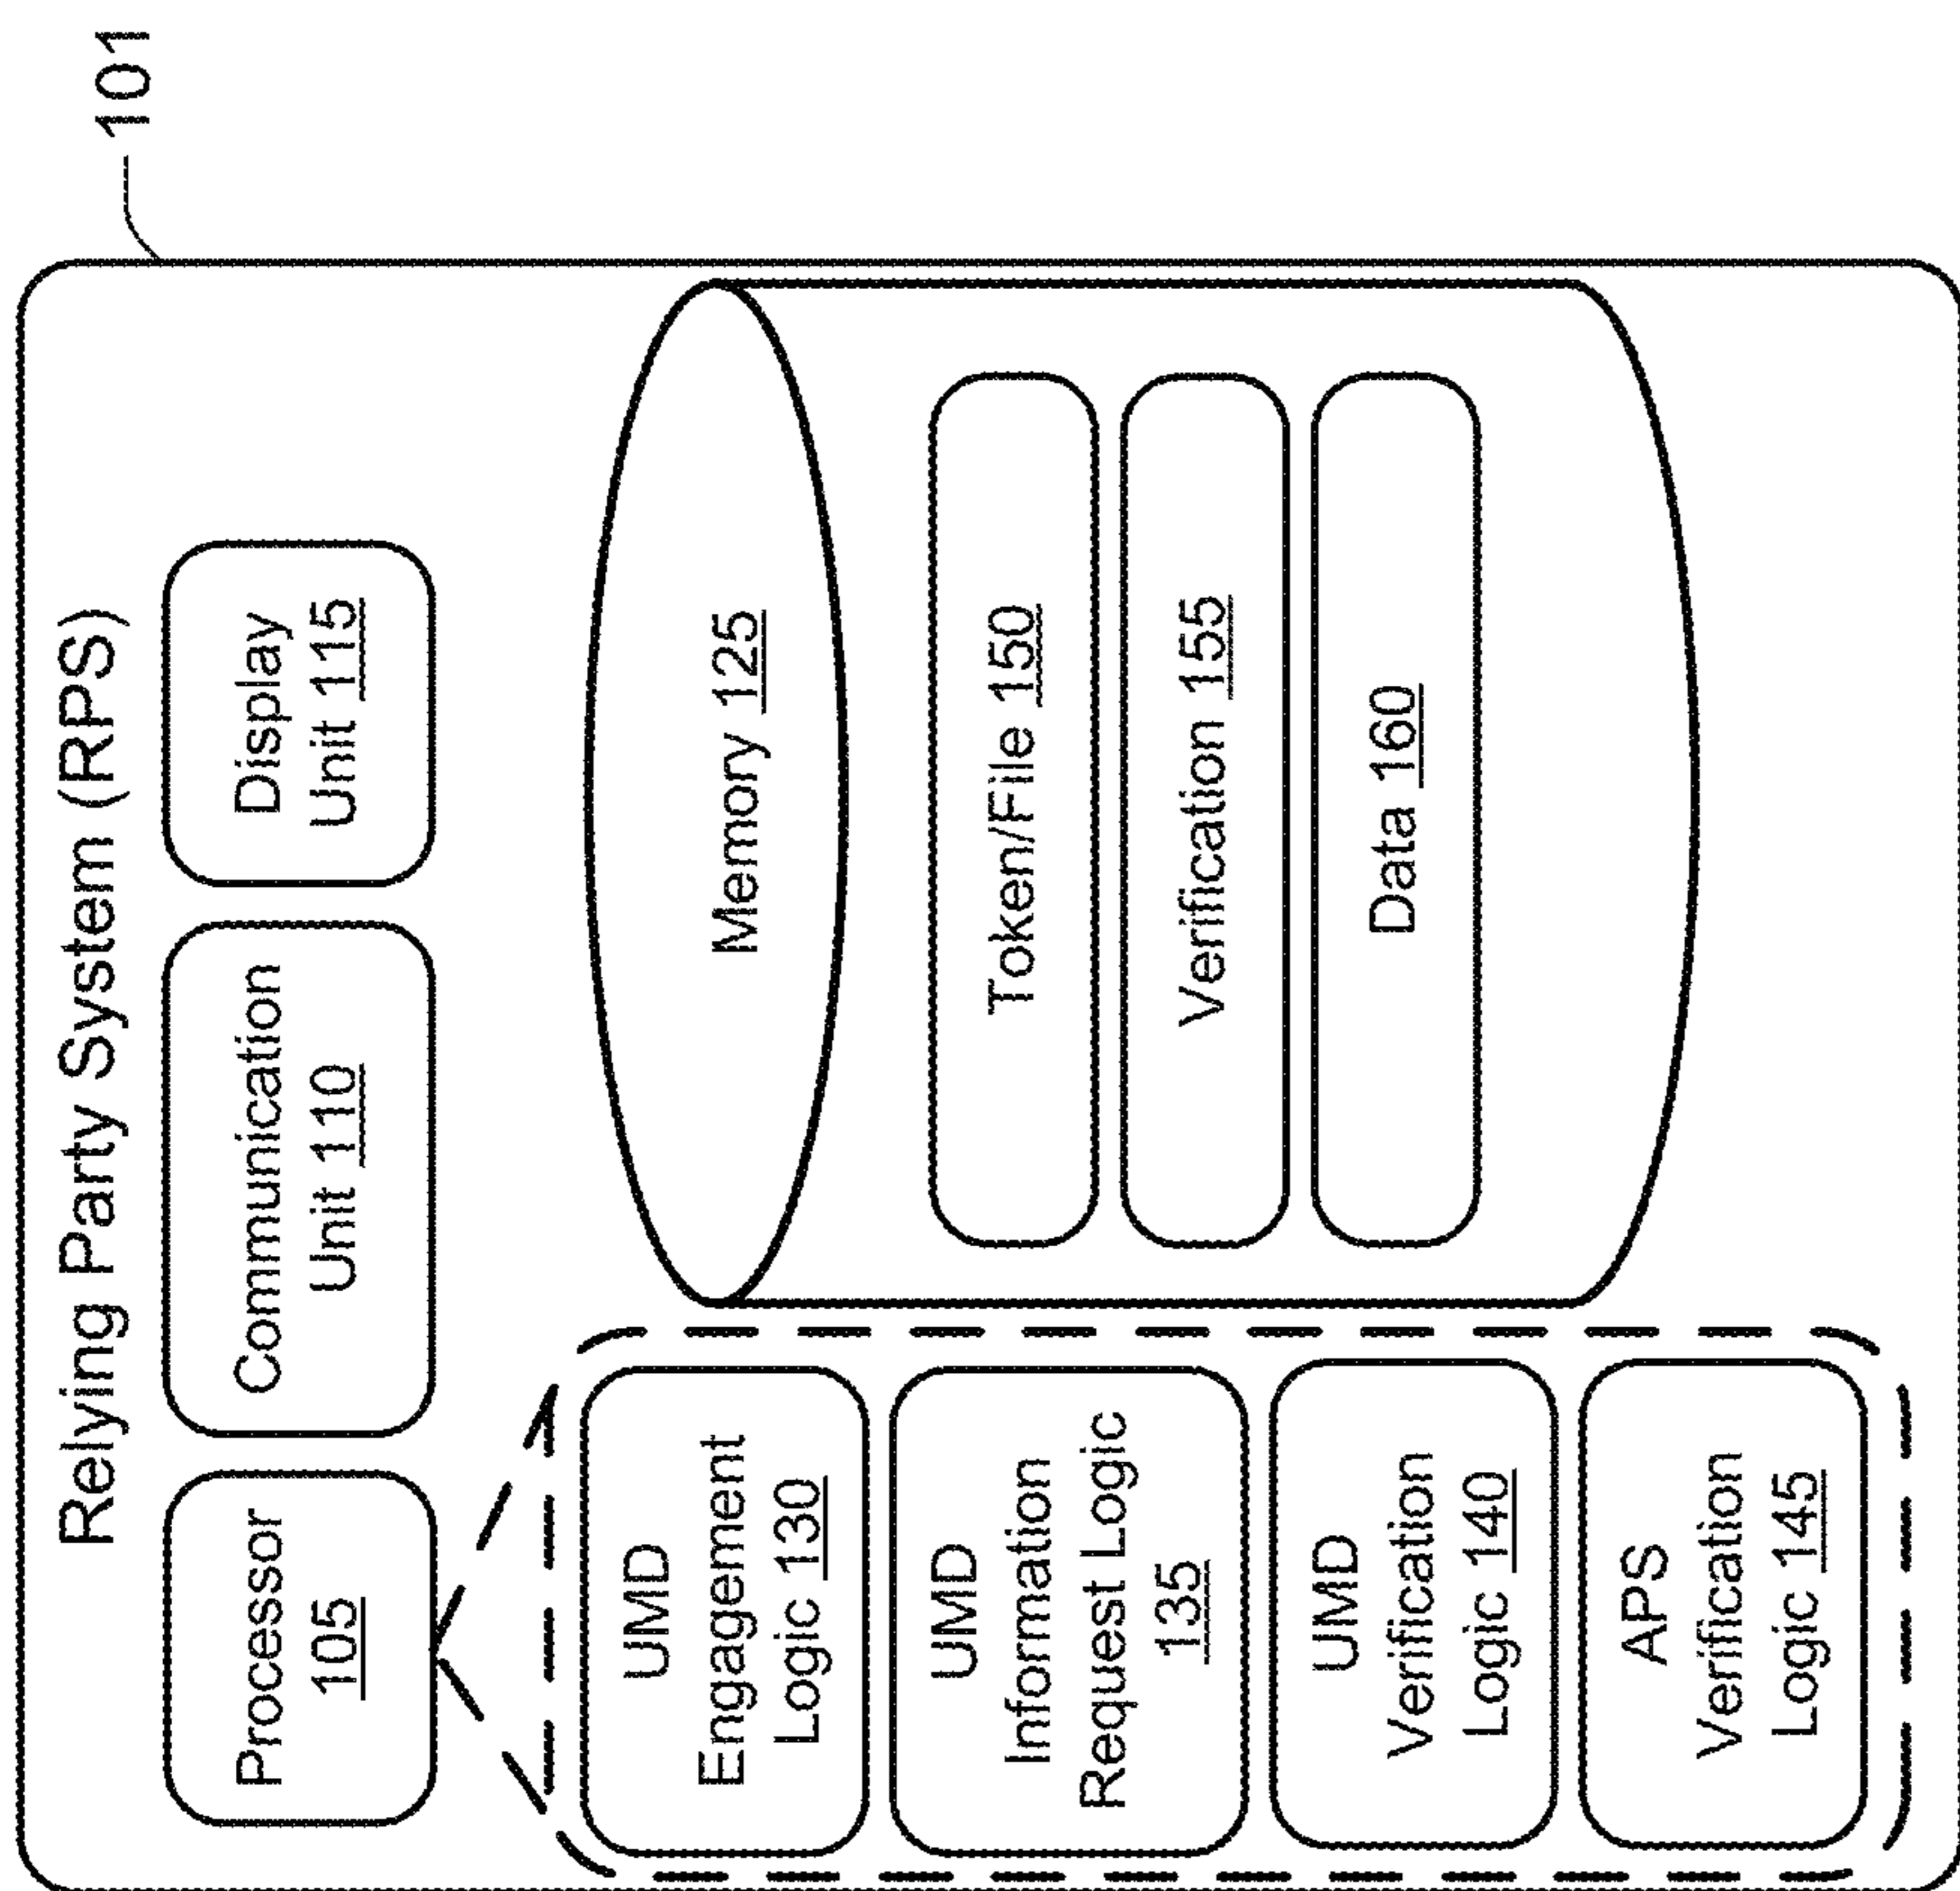 101
Relying Party System (RPS)
Processor
105
Communication
Unit 110
Display
Unit 115
UMD
Engagement
Logic 130
UMD
Information
Request Logic
135
UMD
Verification
Logic 140
APS
Verification
Logic 145
Memory 125
Token/File 150
Verification 155
Data 160